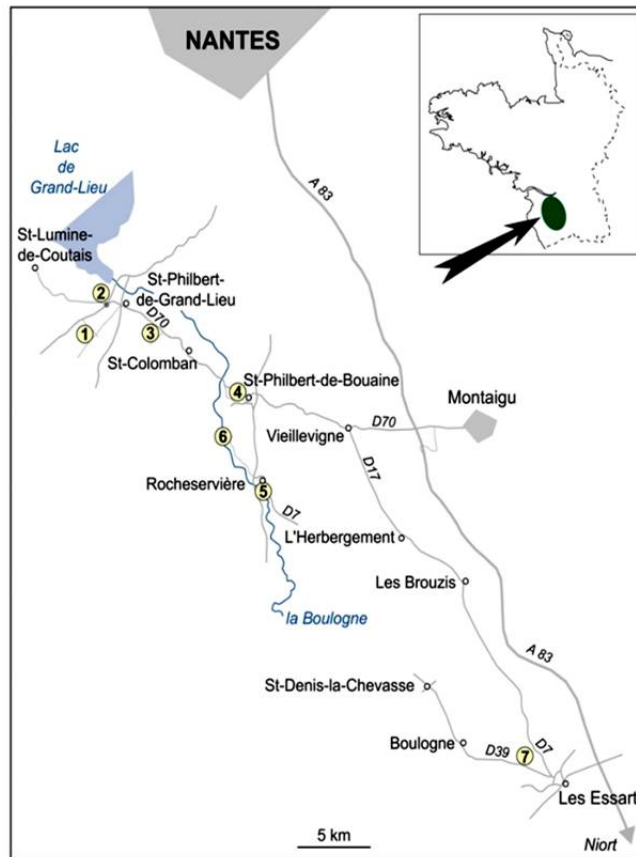 NANTES
Lac
de
Grand-Lieu
A 83
St-Lumine-
de-Coutais
St-Philbert-
de-Grand-Lieu
2
1
3
D70
St-Colomban
4
St-Philbert-de-Bouaine
Montaigu
D70
Vieillevigne
6
D17
Rocheservière
5
D7
L'Herbergement
Les Brouzis
la Boulogne
A 83
St-Denis-la-Chevasse
Boulogne
D39
7
D7
Les Essart
5 km
Niort